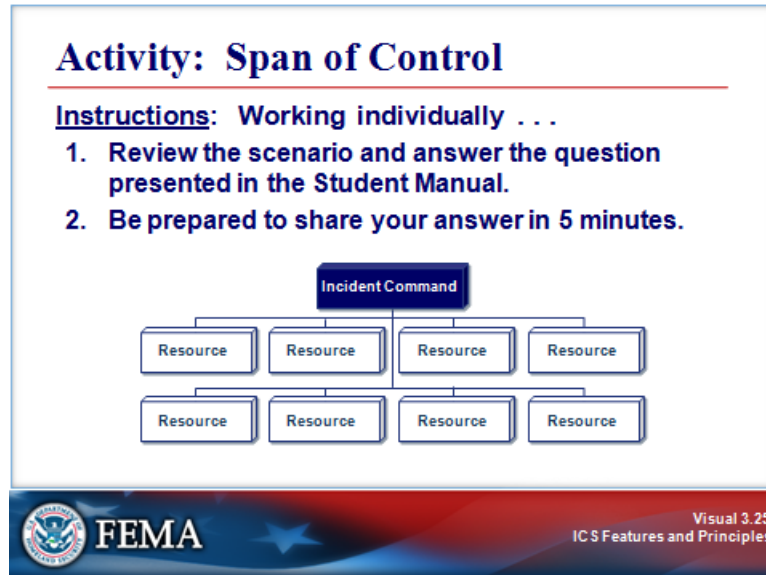 Activity: Span of Control
Instructions: Working individually . . .
1. Review the scenario and answer the question
presented in the Student Manual.
2. Be prepared to share your answer in 5 minutes.
Incident Command
Resource Resource Resource Resource
Resource Resource Resource Resource
FEMA
Visual 3.25
ICS Features and Principles